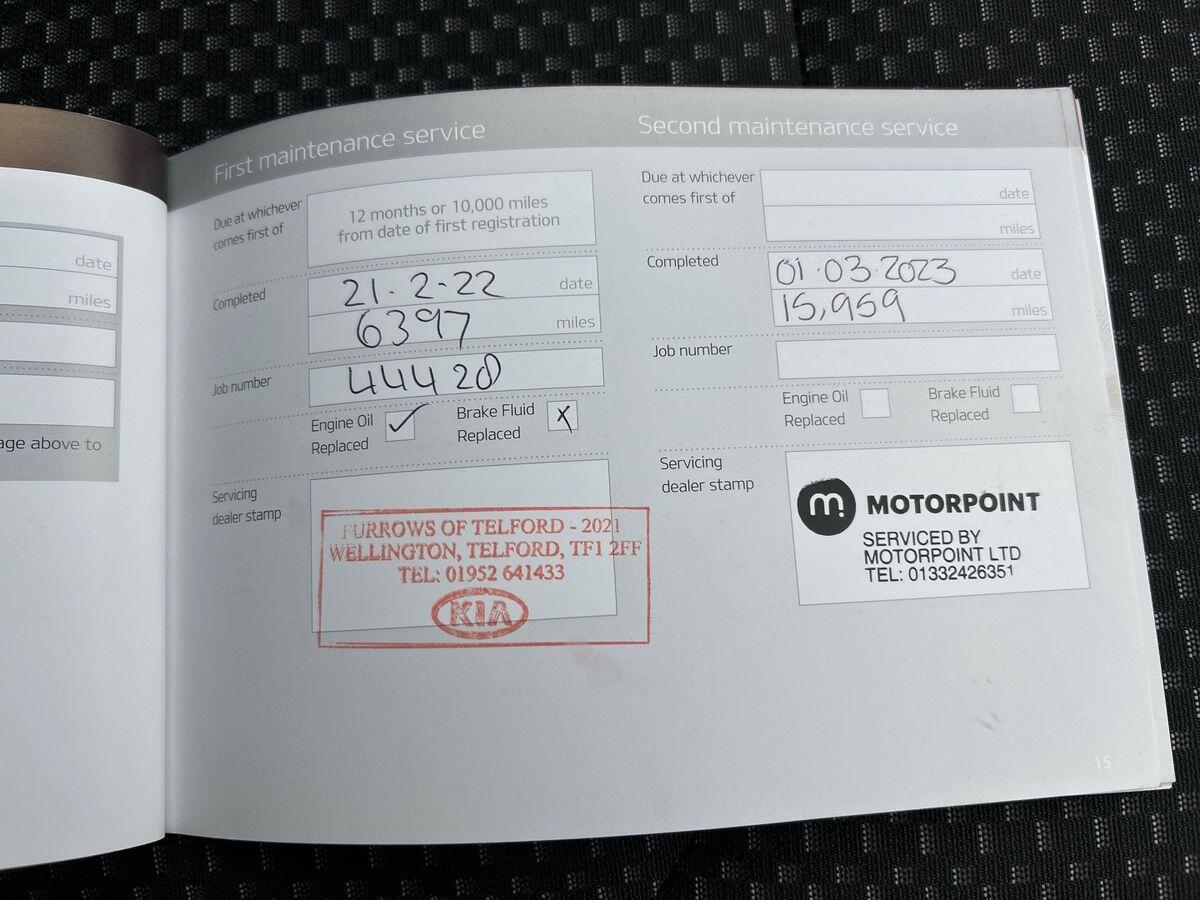 date
miles
age above to
First maintenance service
Due at whichever
comes first of
12 months or 10,000 miles
from date of first registration
Completed
21-2-22 date
6397 miles
Job number
44420
Engine Oil
Replaced
Brake Fluid
Replaced
Servicing
dealer stamp
FURROWS OF TELFORD - 2021
WELLINGTON, TELFORD, TF1 2FF
TEL: 01952 641433
KIA
Second maintenance service
Due at whichever
comes first of
date
miles
Completed
01.03.2023 date
15,959 miles
Job number
Engine Oil
Replaced
Brake Fluid
Replaced
Servicing
dealer stamp
m! MOTORPOINT
SERVICED BY
MOTORPOINT LTD
TEL: 01332426351
15